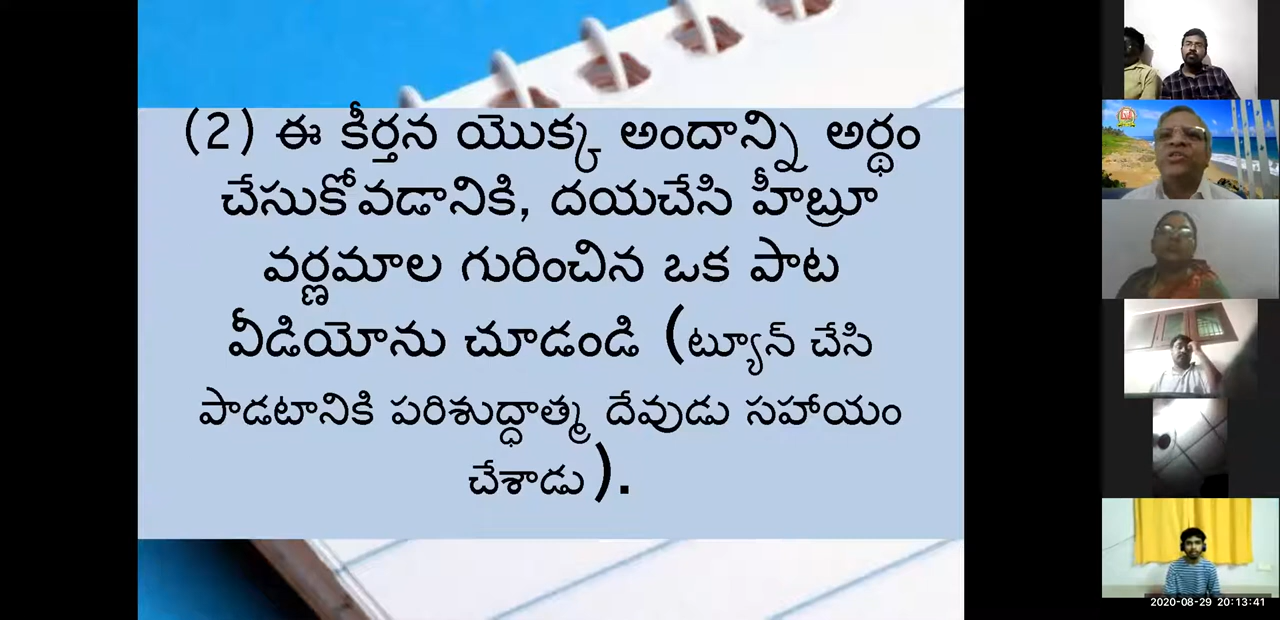 (2) ఈ కీర్తన యొక్క అందాన్ని అర్థం
చేసుకోవడానికి, దయచేసి హీబ్రూ
వర్ణమాల గురించిన ఒక పాట
వీడియోను చూడండి (ట్యూన్ చేసి
పాడటానికి పరిశుద్ధాత్మ దేవుడు సహాయం
చేశాడు).
2020-08-29 20:13:41